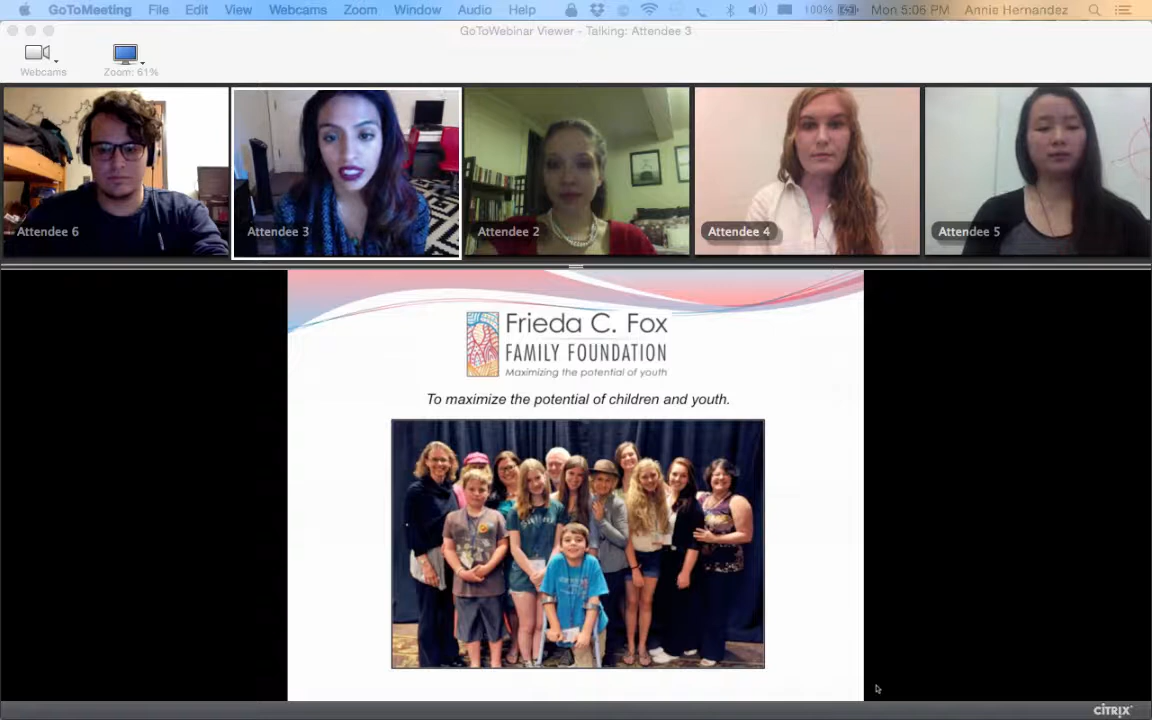 GoToMeeting File Edit View Webcams Zoom Window Audio Help 100% Mon 5:06 PM Annie Hernandez
GoToWebinar Viewer - Talking: Attendee 3
Webcams Zoom: 61%
Attendee 6 Attendee 3 Attendee 2 Attendee 4 Attendee 5
Frieda C. Fox
FAMILY FOUNDATION
Maximizing the potential of youth
To maximize the potential of children and youth.
CITRIX